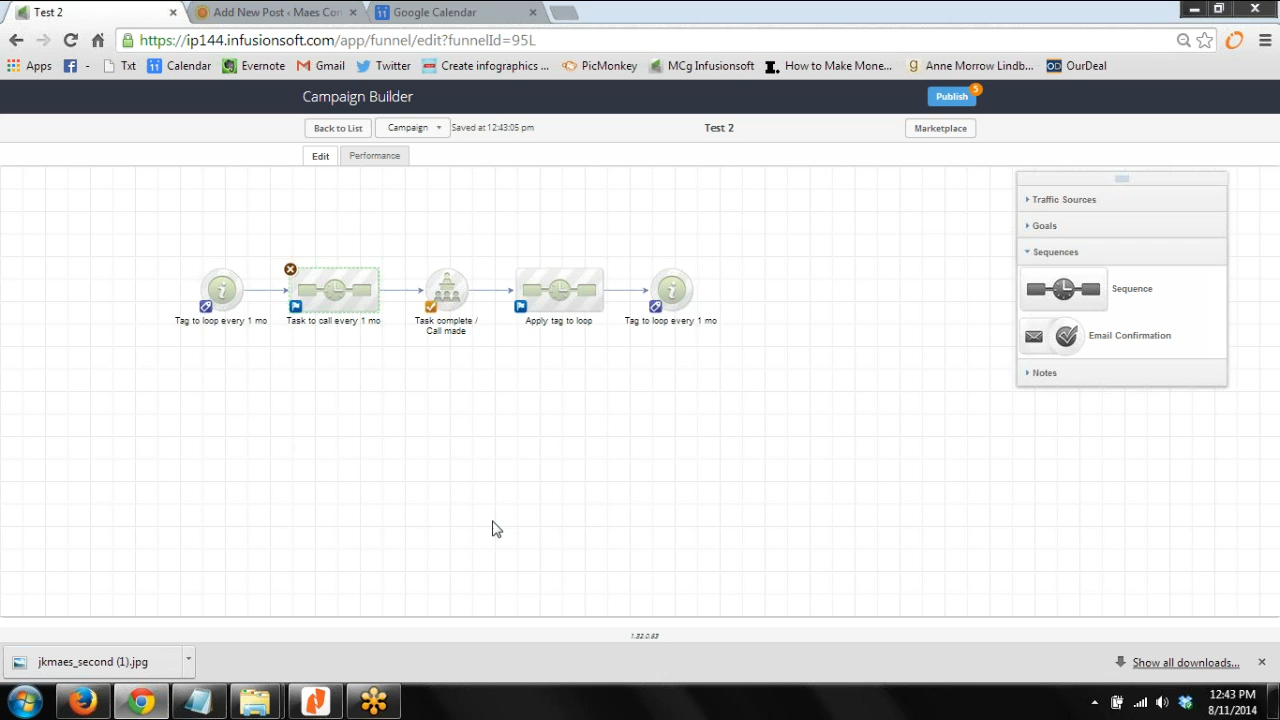 Test 2
Add New Post ‹ Maes Con
Google Calendar
https://ip144.infusionsoft.com/app/funnel/edit?funnelId=95L
Apps
Txt
Calendar
Evernote
Gmail
Twitter
Create infographics ...
PicMonkey
MCg Infusionsoft
How to Make Mone...
Anne Morrow Lindb...
OurDeal
Campaign Builder
Publish
5
Back to List
Campaign
Saved at 12:43:05 pm
Test 2
Marketplace
Edit
Performance
Traffic Sources
Goals
Sequences
Sequence
Email Confirmation
Notes
Tag to loop every 1 mo
Task to call every 1 mo
Task complete /
Call made
Apply tag to loop
Tag to loop every 1 mo
1.32.0.63
jkmaes_second (1).jpg
Show all downloads...
12:43 PM
8/11/2014